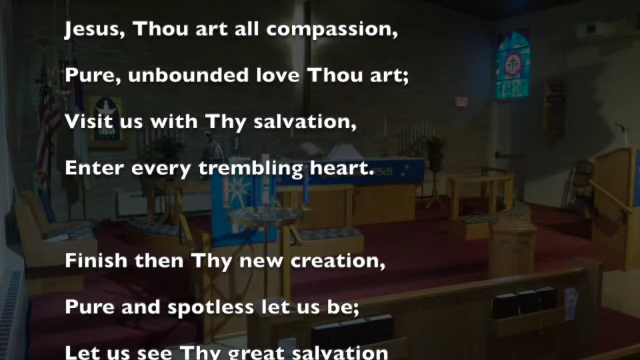 Jesus, Thou art all compassion,
Pure, unbounded love Thou art;
Visit us with Thy salvation,
Enter every trembling heart.
Finish then Thy new creation,
Pure and spotless let us be;
Let us see Thy great salvation